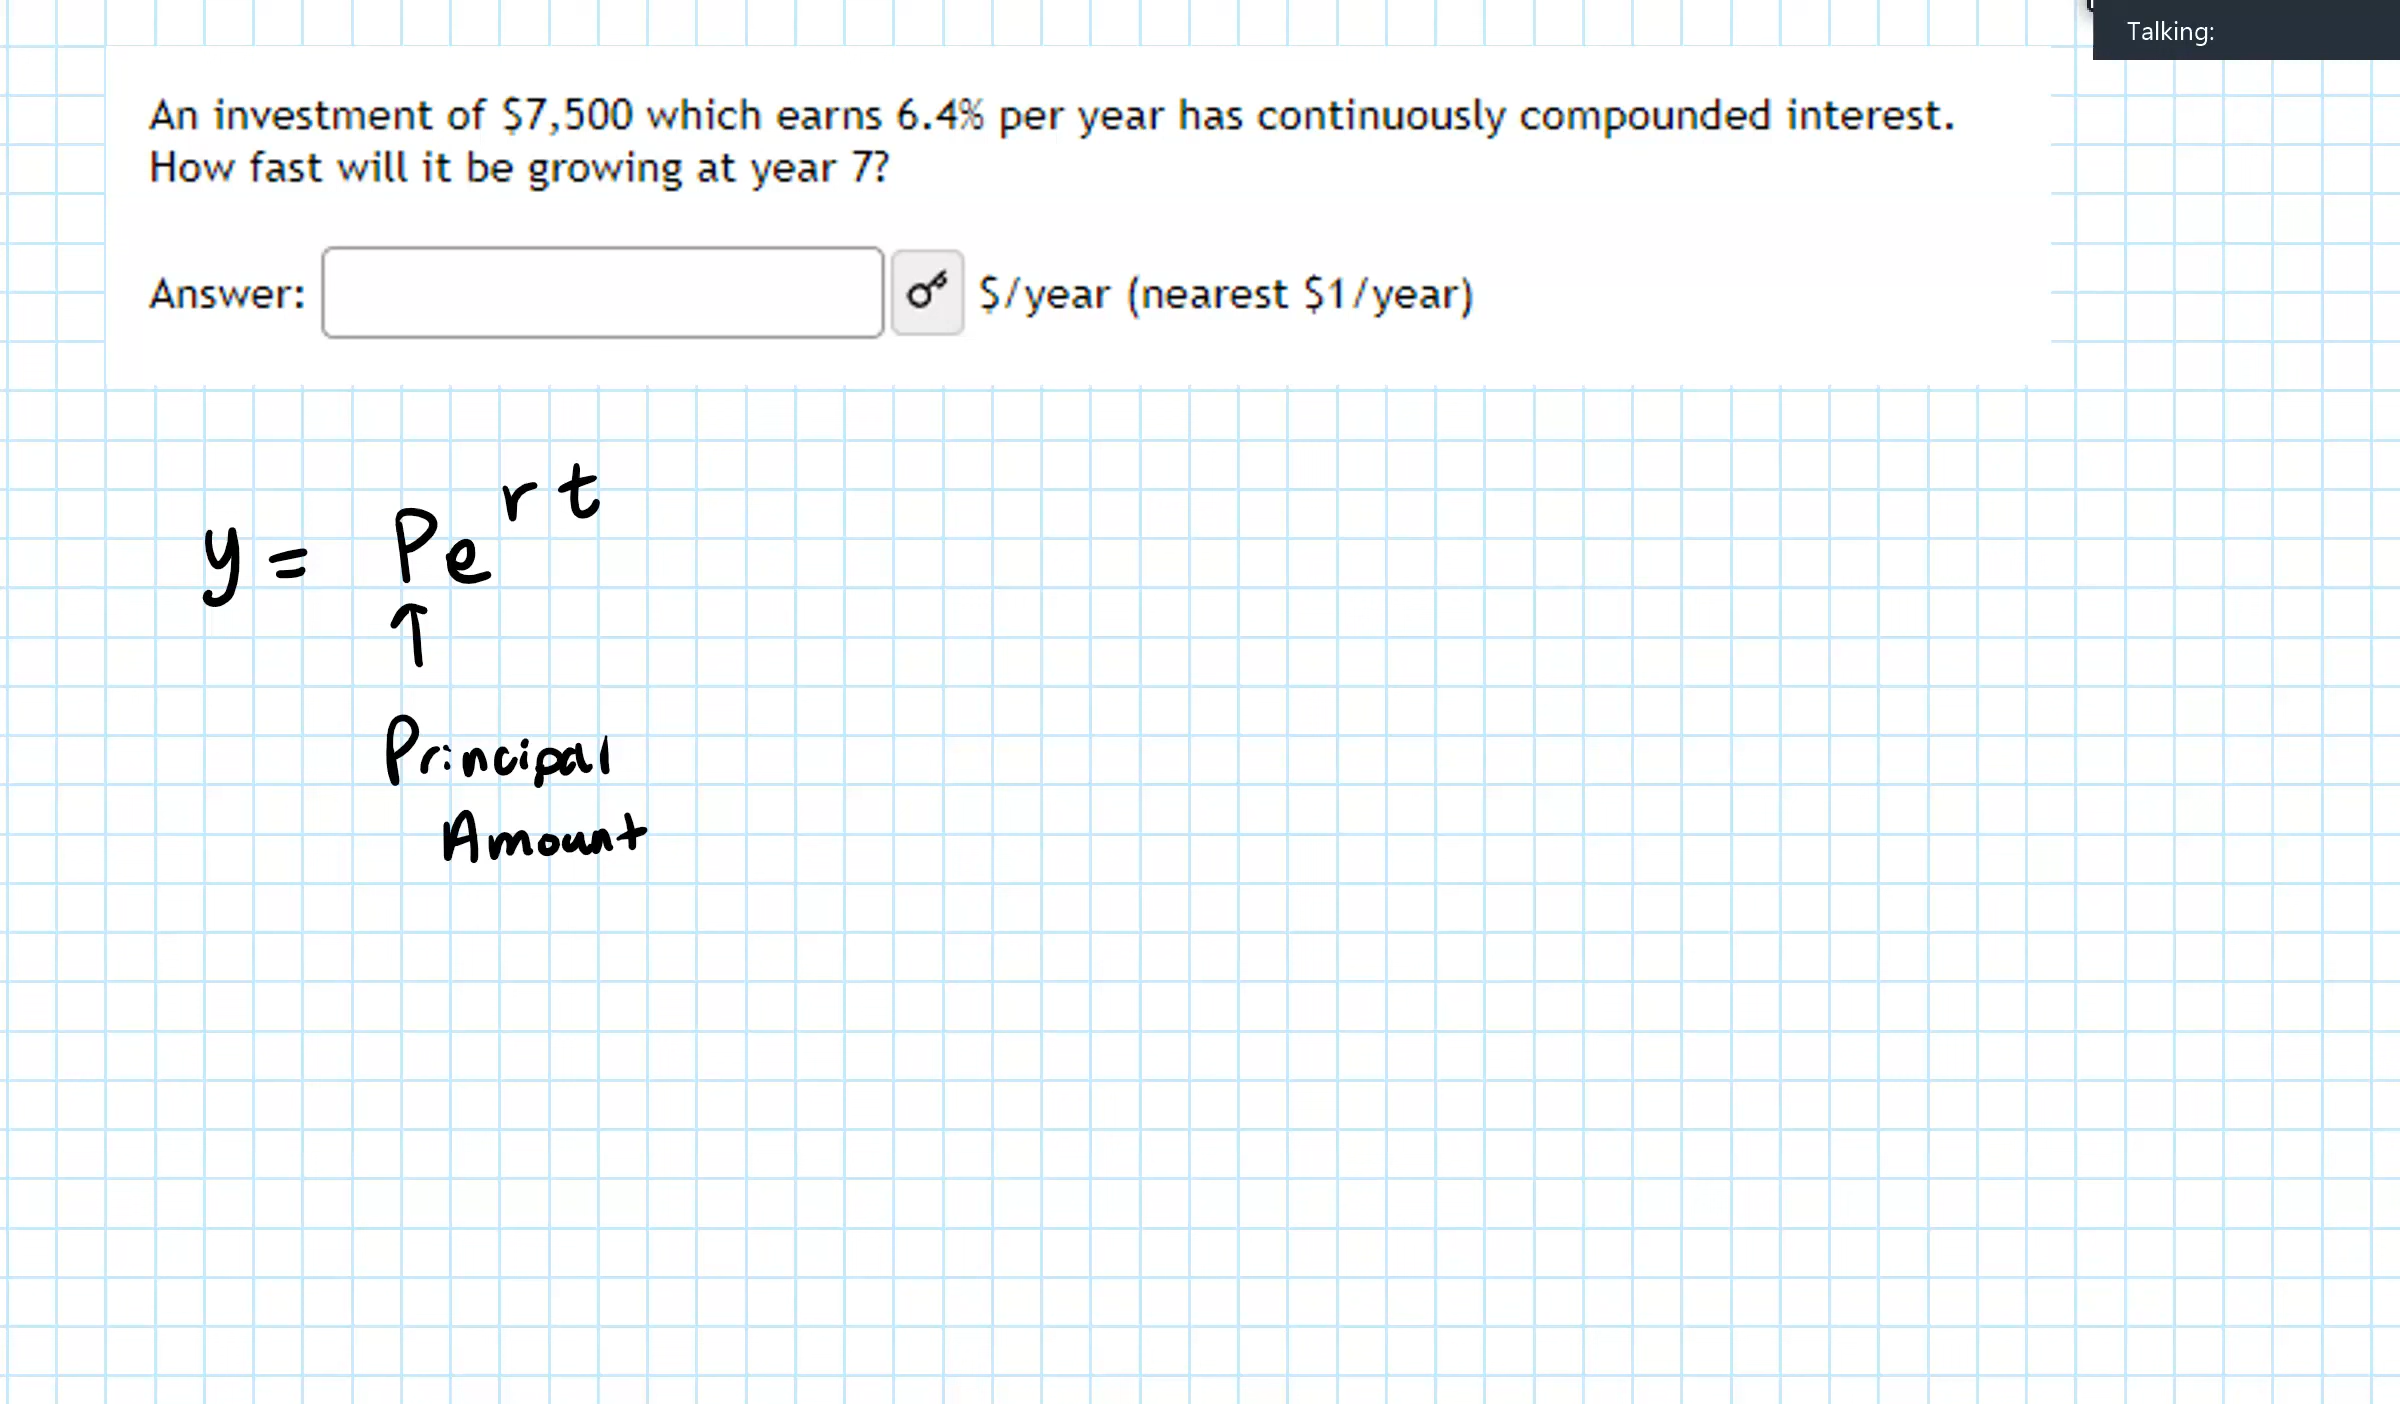 Talking:
An investment of $7,500 which earns 6.4% per year has continuously compounded interest.
How fast will it be growing at year 7?
Answer: $/year (nearest $1/year)
y = Pe^rt
↑
Principal
Amount